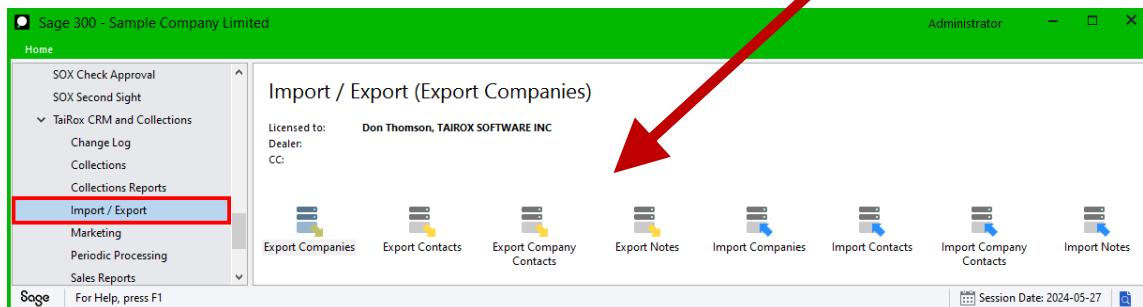 Sage 300 - Sample Company Limited
Administrator
Home
SOX Check Approval
SOX Second Sight
TaiRox CRM and Collections
Change Log
Collections
Collections Reports
Import / Export
Marketing
Periodic Processing
Sales Reports
Import / Export (Export Companies)
Licensed to: Don Thomson, TAIROX SOFTWARE INC
Dealer:
CC:
Export Companies
Export Contacts
Export Company
Contacts
Export Notes
Import Companies
Import Contacts
Import Company
Contacts
Import Notes
Sage For Help, press F1
Session Date: 2024-05-27